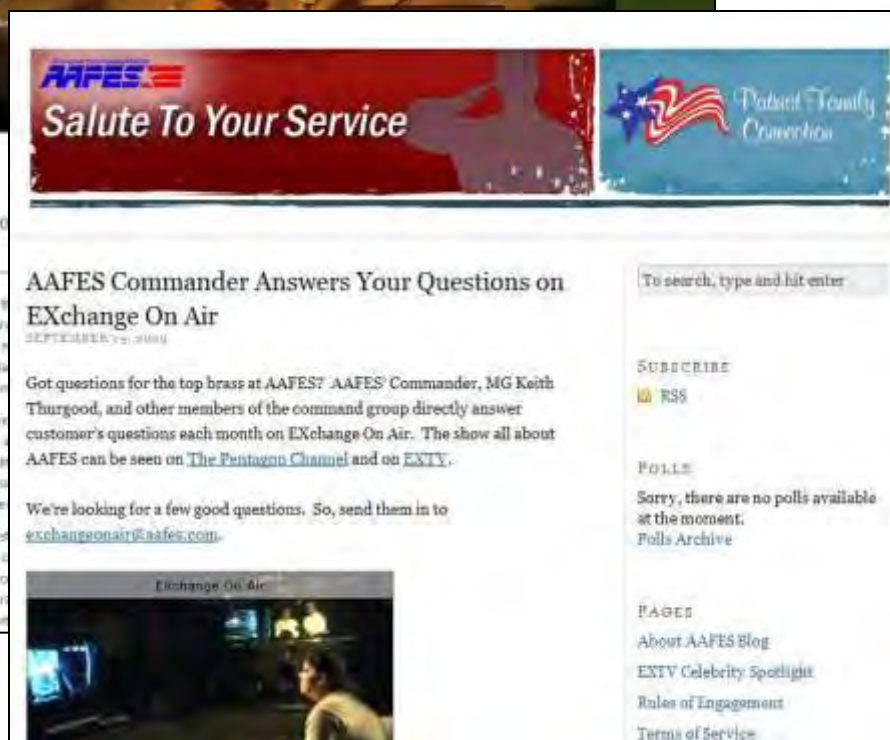 AAFES
Salute To Your Service
Patriot Family
Connection
AAFES Commander Answers Your Questions on
EXchange On Air
SEPTEMBER
Got questions for the top brass at AAFES? AAFES' Commander, MG Keith
Thurgood, and other members of the command group directly answer
customer's questions each month on EXchange On Air. The show all about
AAFES can be seen on The Pentagon Channel and on EXTV.
We're looking for a few good questions. So, send them in to
exchangeonair@aafes.com.
Exchange On Air
To search, type and hit enter
SUBSCRIBE
RSS
POLLS
Sorry, there are no polls available
at the moment.
Polls Archive
PAGES
About AAFES Blog
EXTV Celebrity Spotlight
Rules of Engagement
Terms of Service